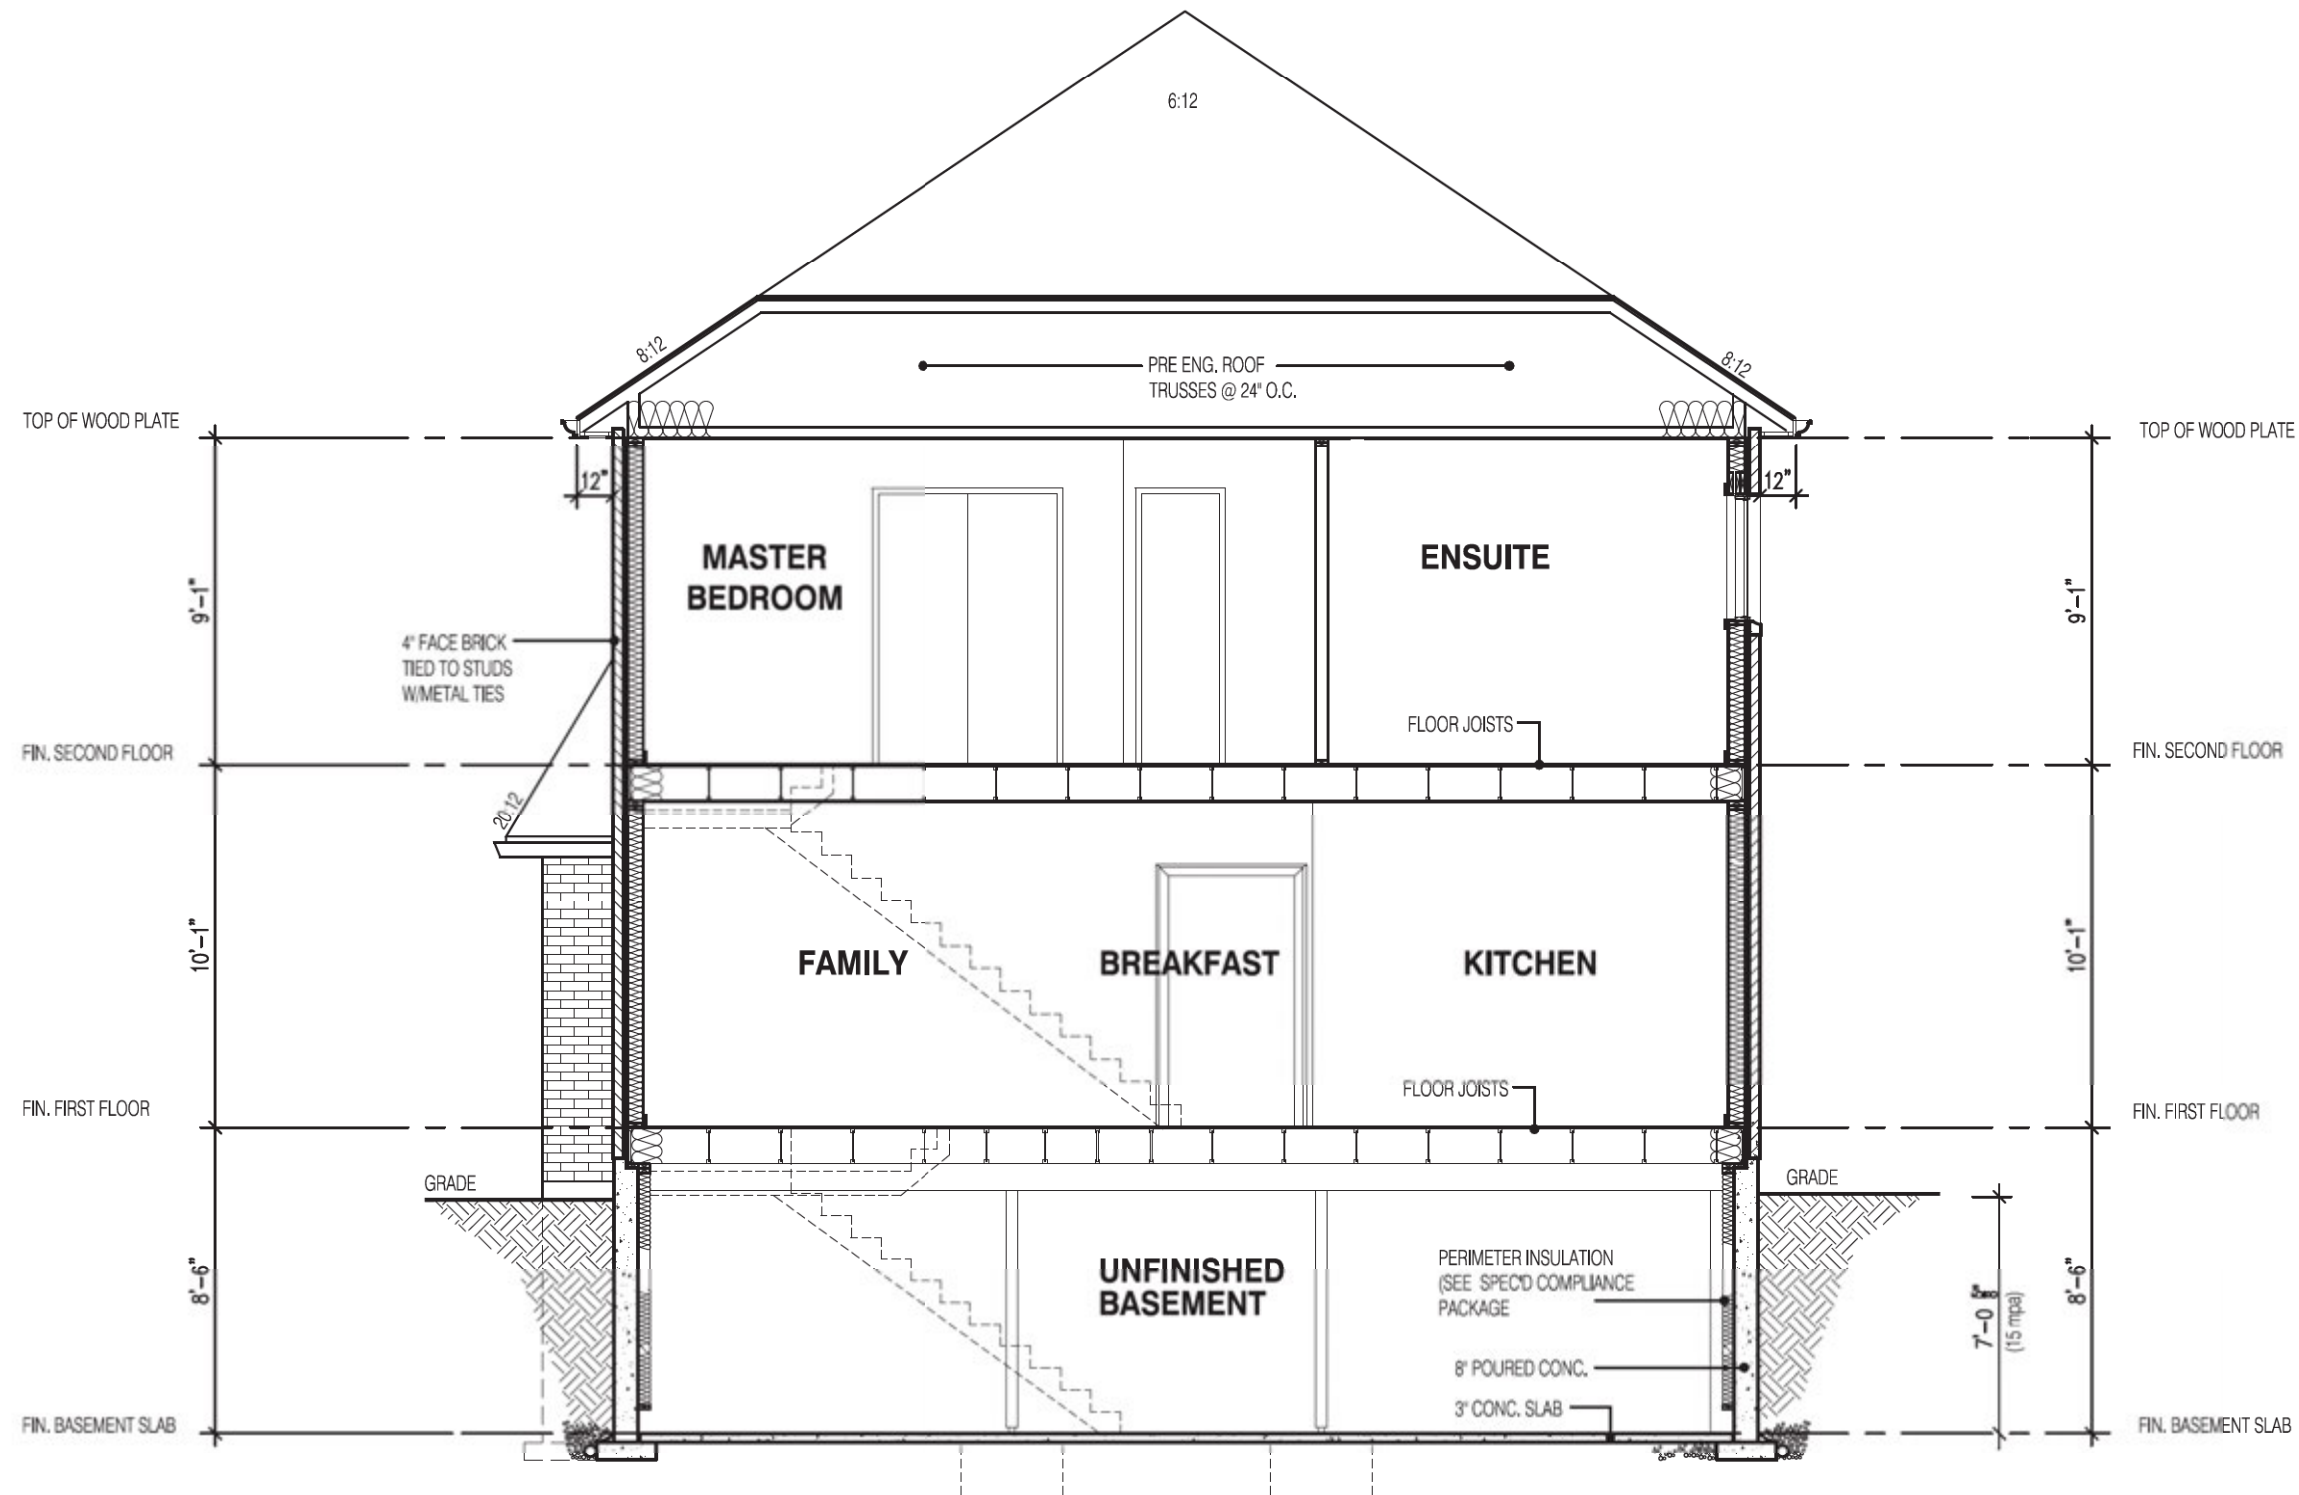 6:12
8:12
8:12
PRE ENG. ROOF
TRUSSES @ 24" O.C.
TOP OF WOOD PLATE
TOP OF WOOD PLATE
12"
12"
MASTER
BEDROOM
ENSUITE
9'-1"
9'-1"
4" FACE BRICK
TIED TO STUDS
W/METAL TIES
FLOOR JOISTS
FIN. SECOND FLOOR
FIN. SECOND FLOOR
20:12
10'-1"
FAMILY
BREAKFAST
KITCHEN
10'-1"
FLOOR JOISTS
FIN. FIRST FLOOR
FIN. FIRST FLOOR
GRADE
GRADE
8'-6"
UNFINISHED
BASEMENT
PERIMETER INSULATION
(SEE SPEC'D COMPLIANCE
PACKAGE
7'-0
(15 mpa)
8'-6"
8" POURED CONC.
3" CONC. SLAB
FIN. BASEMENT SLAB
FIN. BASEMENT SLAB